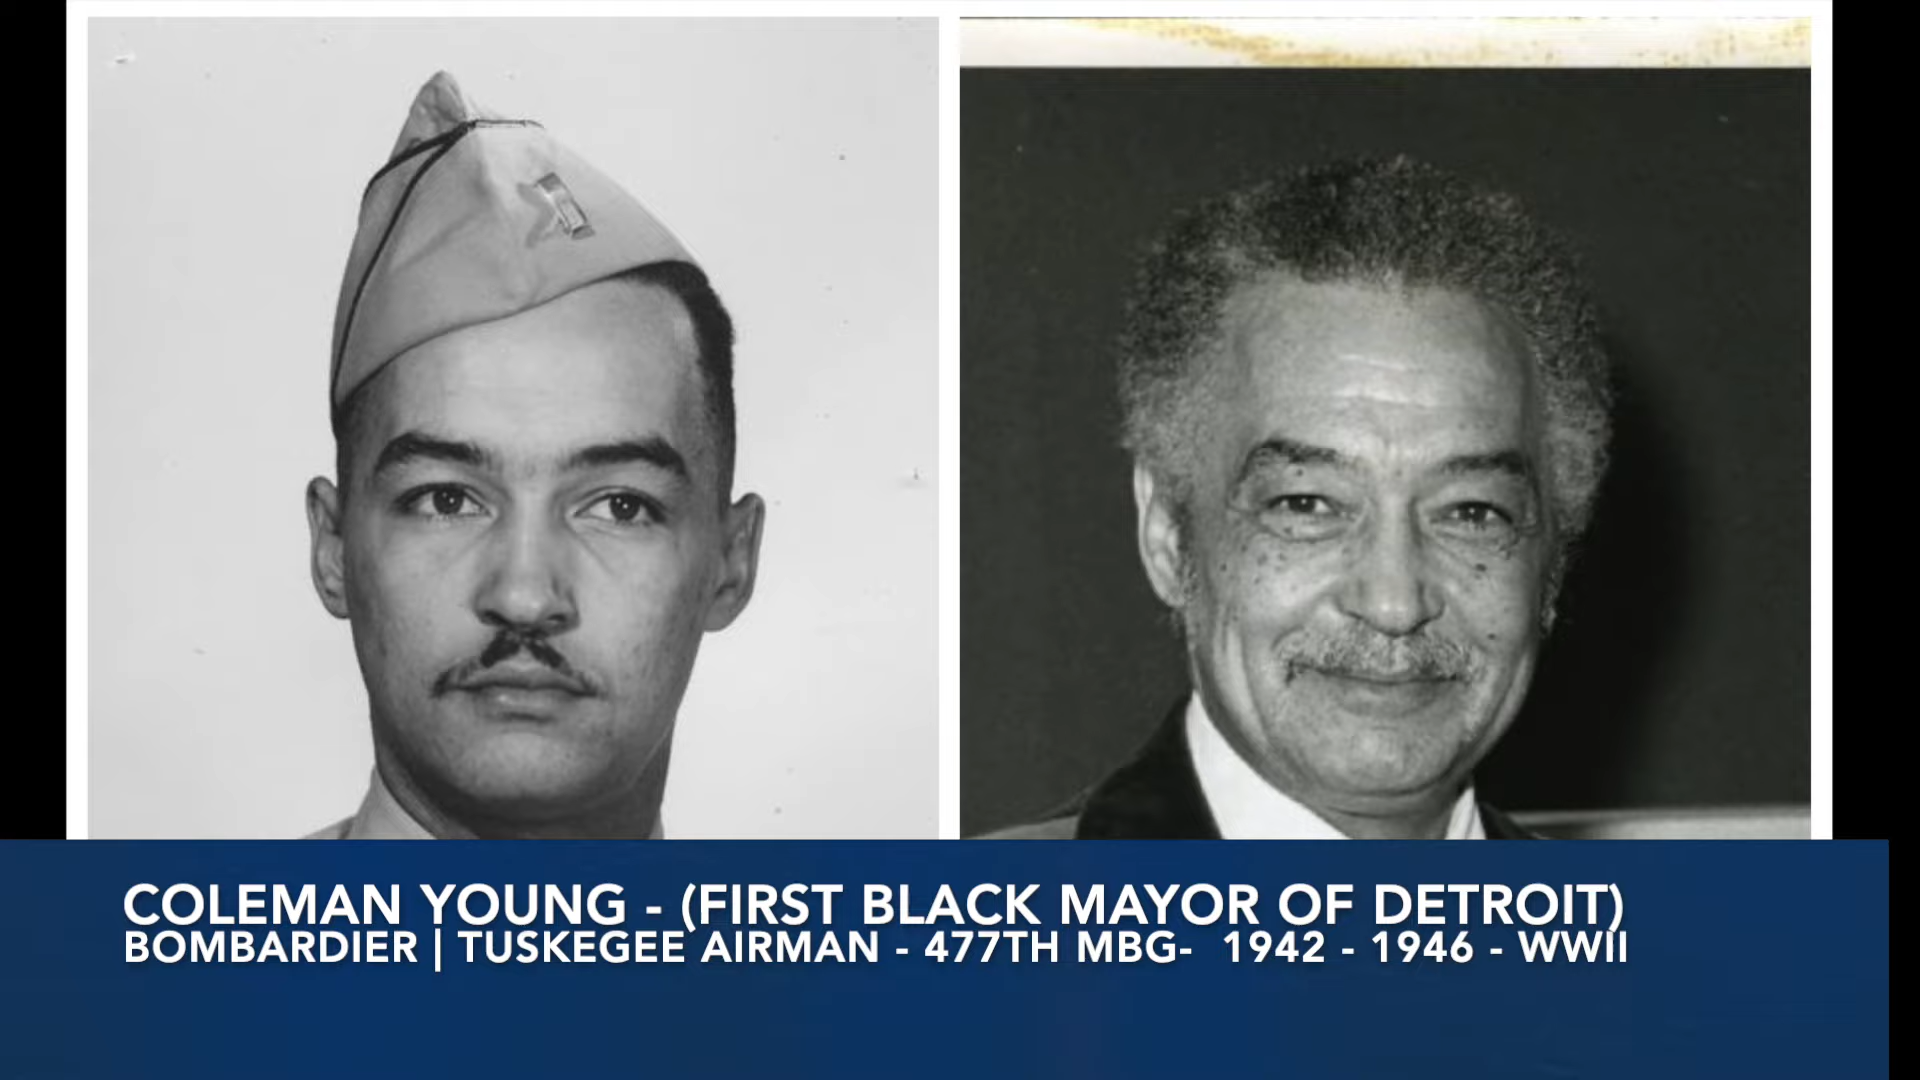 COLEMAN YOUNG - (FIRST BLACK MAYOR OF DETROIT)
BOMBARDIER | TUSKEGEE AIRMAN - 477TH MBG-  1942 - 1946 - WWII